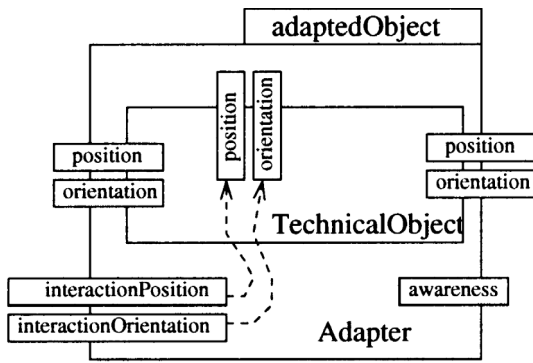 adaptedObject
position
orientation
position
orientation
position
orientation
TechnicalObject
interactionPosition
awareness
interactionOrientation
Adapter